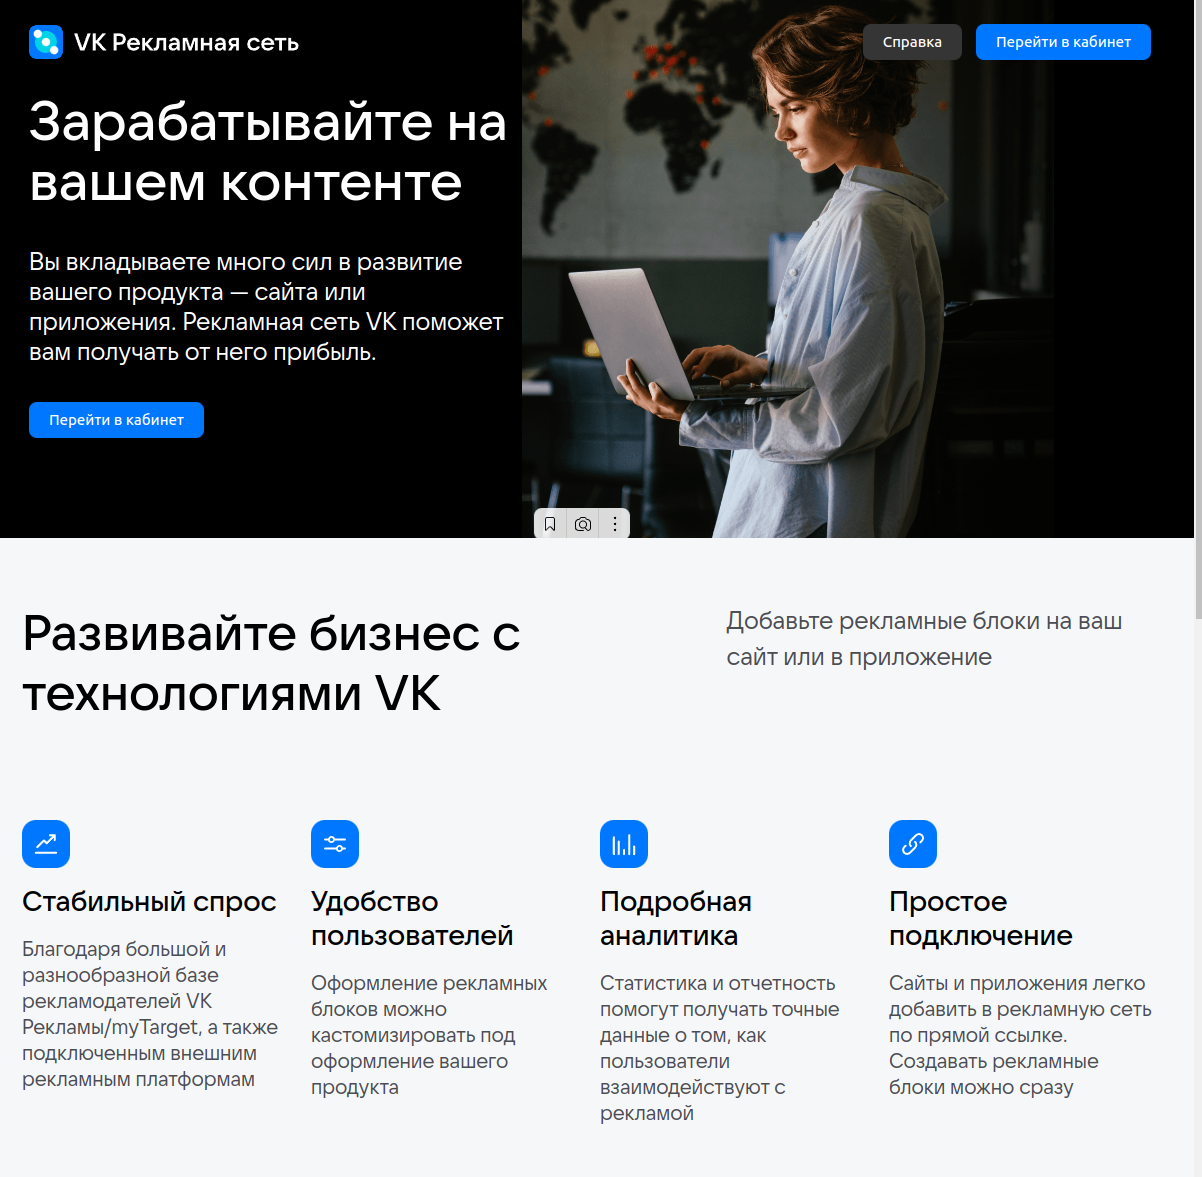 VK Рекламная сеть
Справка
Перейти в кабинет
Зарабатывайте на
вашем контенте
Вы вкладываете много сил в развитие
вашего продукта — сайта или
приложения. Рекламная сеть VK поможет
вам получать от него прибыль.
Перейти в кабинет
Развивайте бизнес с
технологиями VK
Добавьте рекламные блоки на ваш
сайт или в приложение
Стабильный спрос
Благодаря большой и
разнообразной базе
рекламодателей VK
Рекламы/myTarget, а также
подключенным внешним
рекламным платформам
Удобство
пользователей
Оформление рекламных
блоков можно
кастомизировать под
оформление вашего
продукта
Подробная
аналитика
Статистика и отчетность
помогут получать точные
данные о том, как
пользователи
взаимодействуют с
рекламой
Простое
подключение
Сайты и приложения легко
добавить в рекламную сеть
по прямой ссылке.
Создавать рекламные
блоки можно сразу